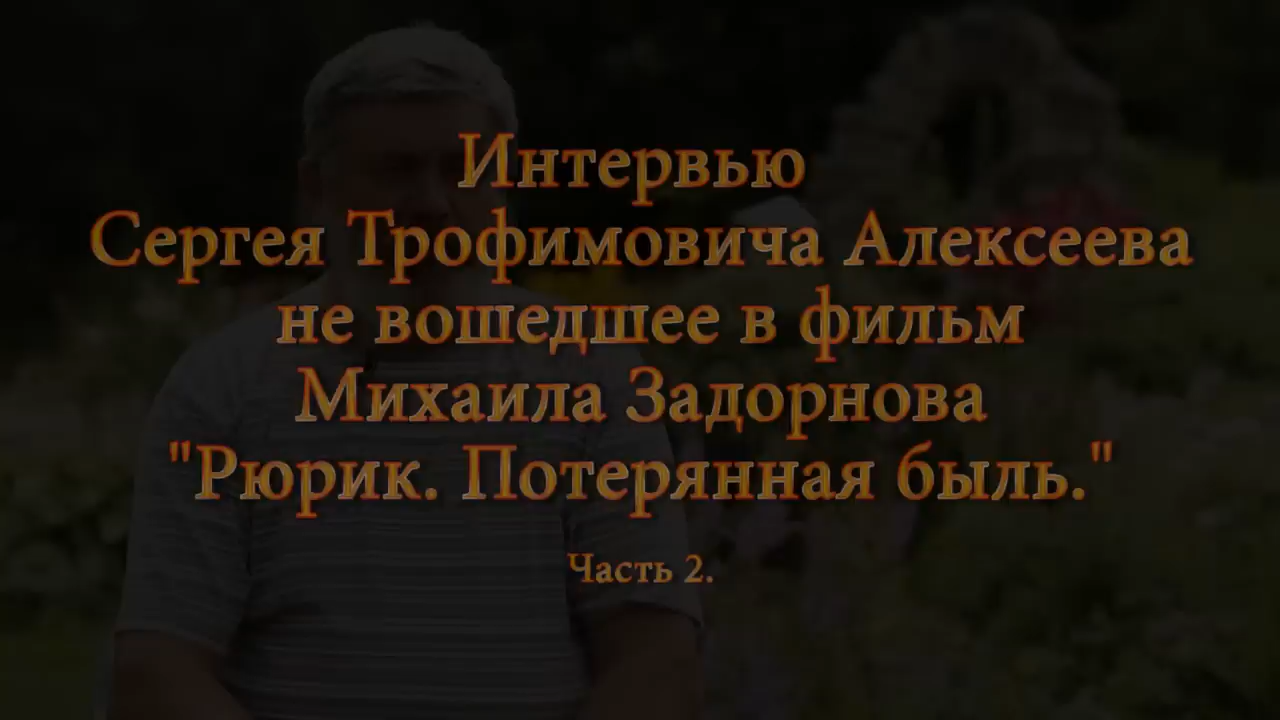 Интервью
Сергея Трофимовича Алексеева
не вошедшее в фильм
Михаила Задорнова
"Рюрик. Потерянная быль."
Часть 2.